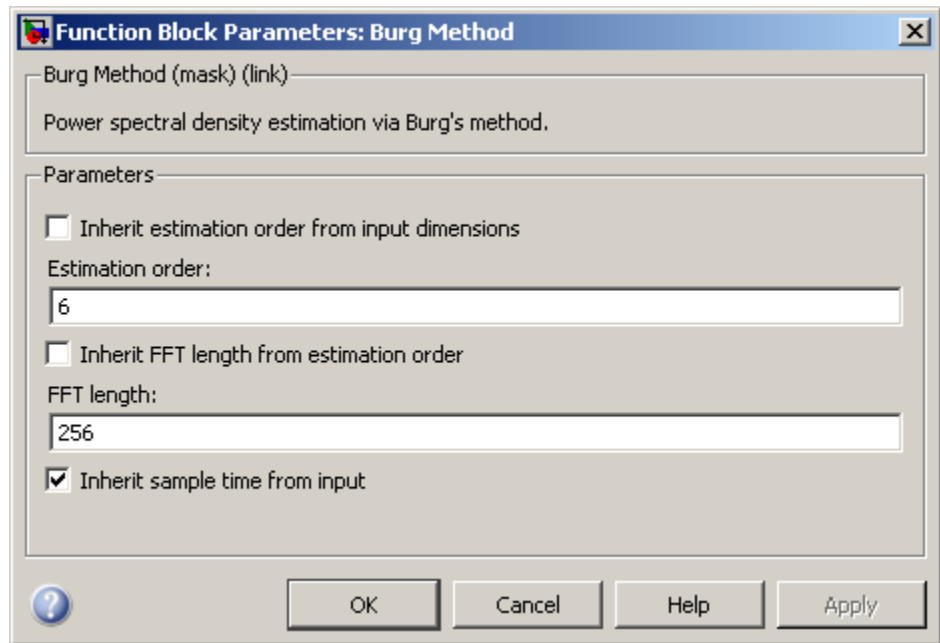 Function Block Parameters: Burg Method
Burg Method (mask) (link)
Power spectral density estimation via Burg's method.
Parameters
Inherit estimation order from input dimensions
Estimation order:
6
Inherit FFT length from estimation order
FFT length:
256
Inherit sample time from input
OK Cancel Help Apply